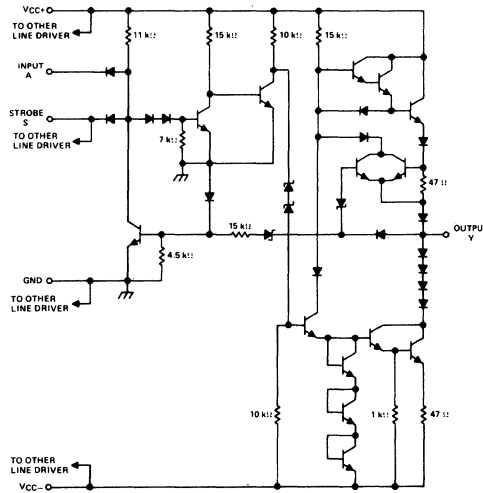 VCC+
TO OTHER
LINE DRIVER
11 kΩ
15 kΩ
10 kΩ
15 kΩ
INPUT
A
STROBE
S
TO OTHER
LINE DRIVER
7 kΩ
47 Ω
OUTPUT
Y
15 kΩ
4.5 kΩ
GND
TO OTHER
LINE DRIVER
10 kΩ
1 kΩ
47 Ω
TO OTHER
LINE DRIVER
VCC−